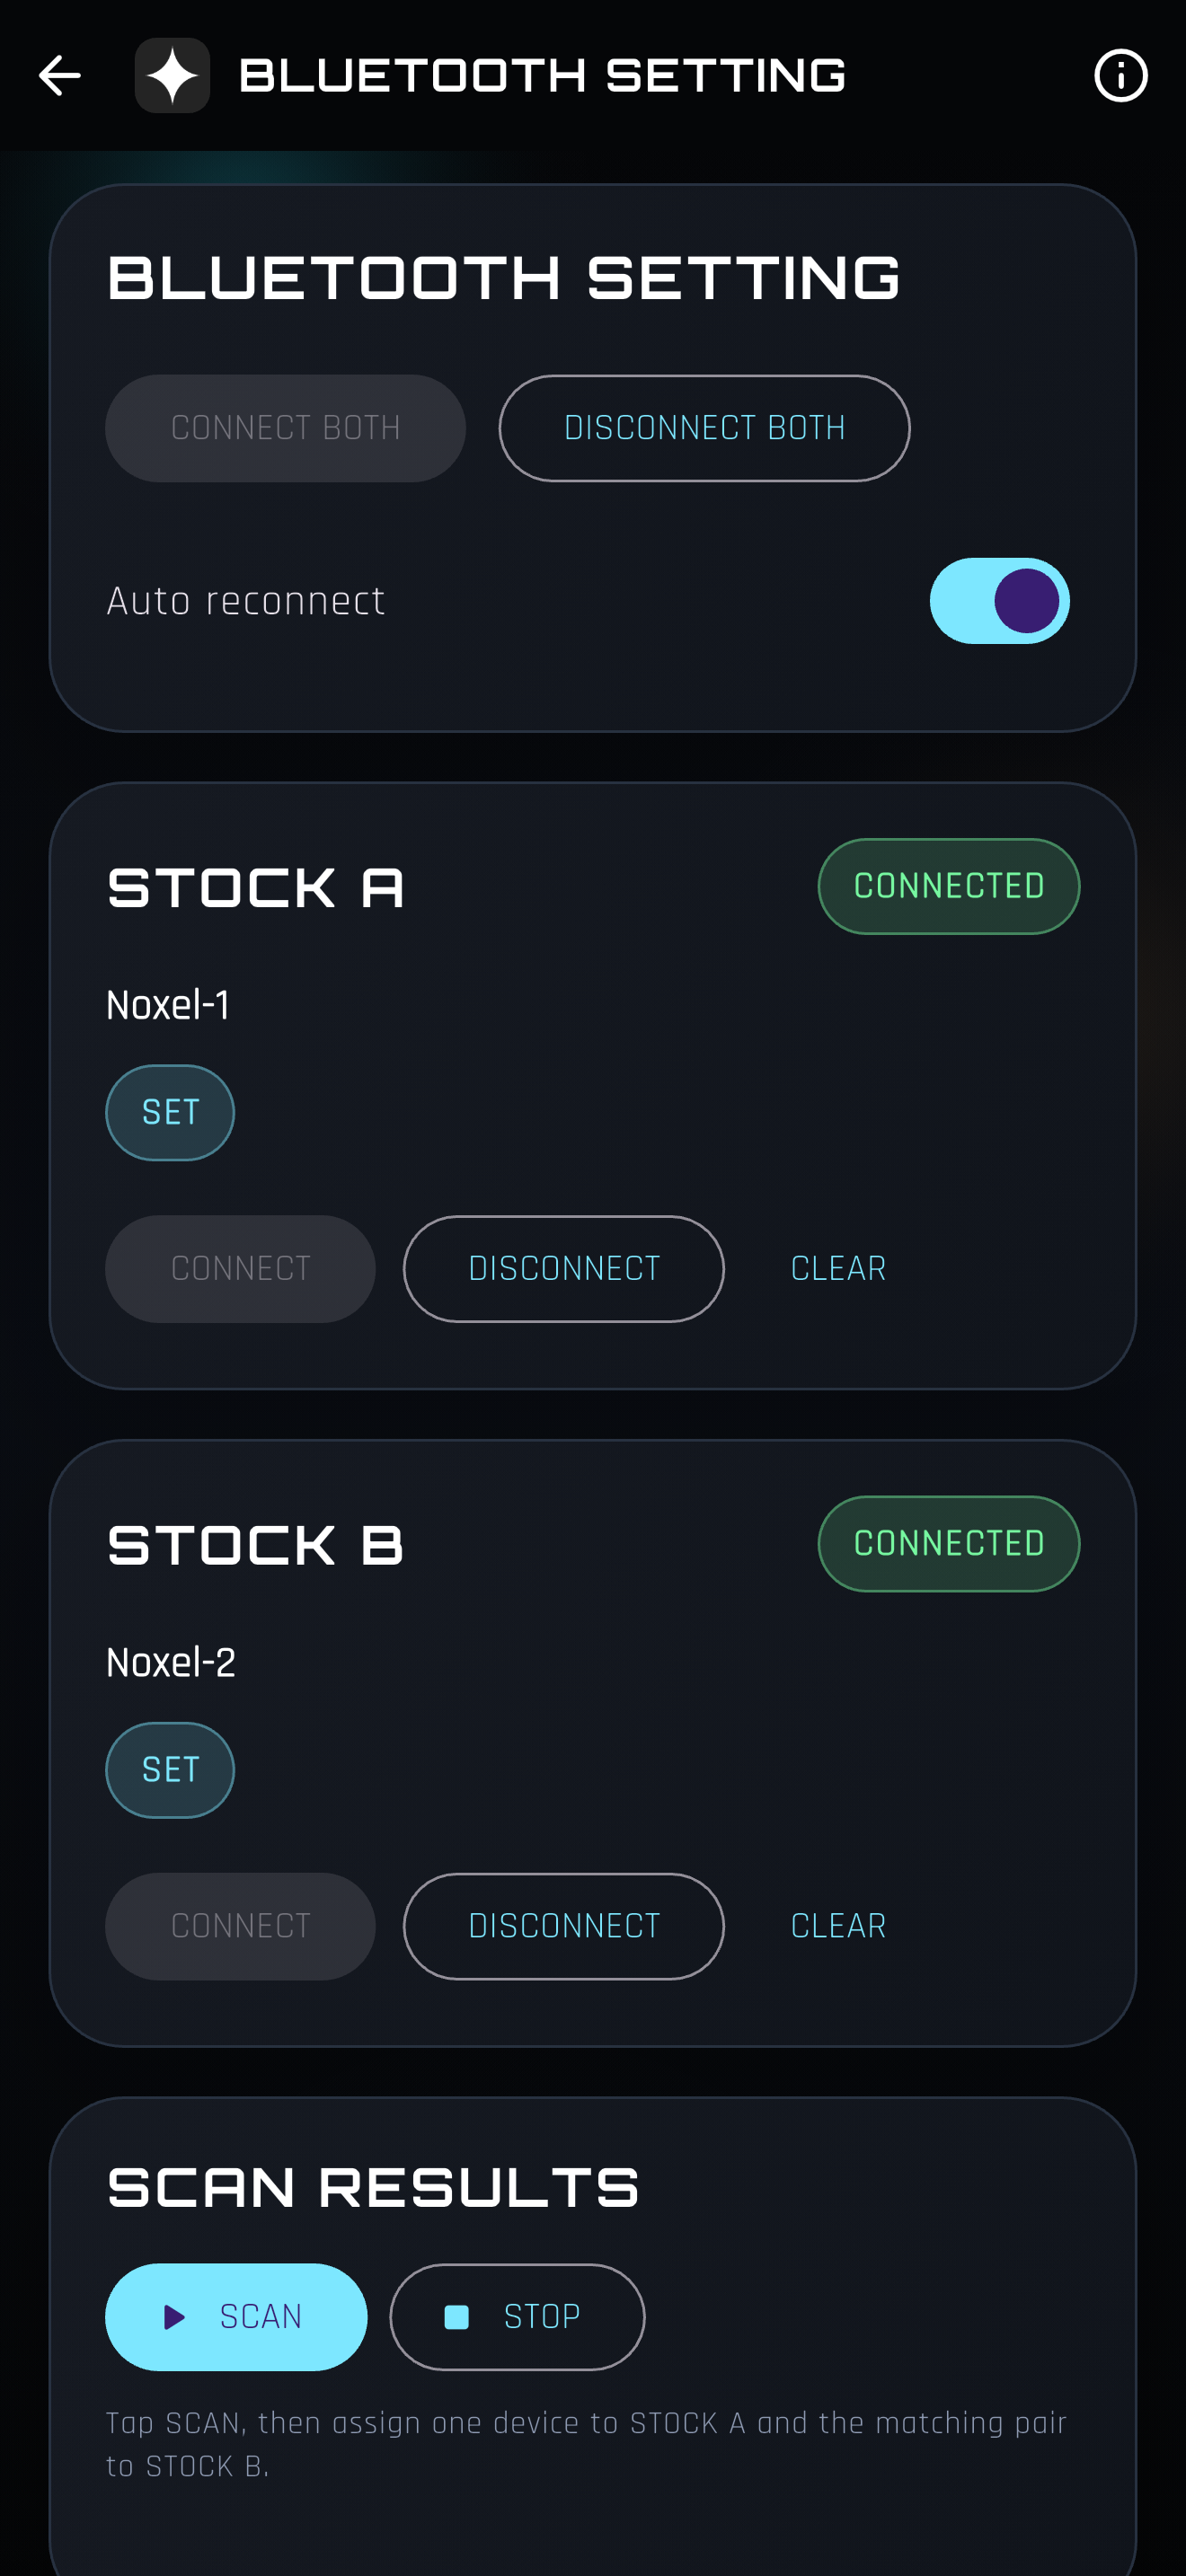 BLUETOOTH SETTING
BLUETOOTH SETTING
CONNECT BOTH
DISCONNECT BOTH
Auto reconnect
STOCK A
CONNECTED
Noxel-1
SET
CONNECT
DISCONNECT
CLEAR
STOCK B
CONNECTED
Noxel-2
SET
CONNECT
DISCONNECT
CLEAR
SCAN RESULTS
SCAN
STOP
Tap SCAN, then assign one device to STOCK A and the matching pair
to STOCK B.